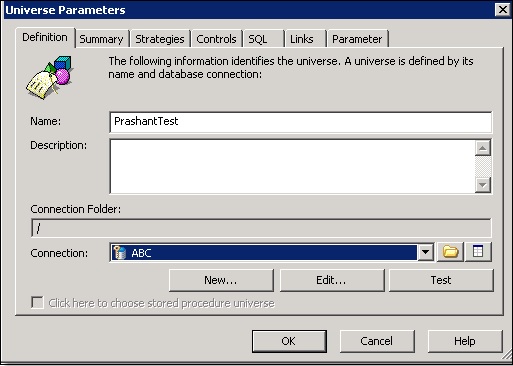 Universe Parameters
Definition Summary Strategies Controls SQL Links Parameter
The following information identifies the universe. A universe is defined by its
name and database connection:
Name: PrashantTest
Description:
Connection Folder:
/
Connection: ABC
New... Edit... Test
Click here to choose stored procedure universe
OK Cancel Help